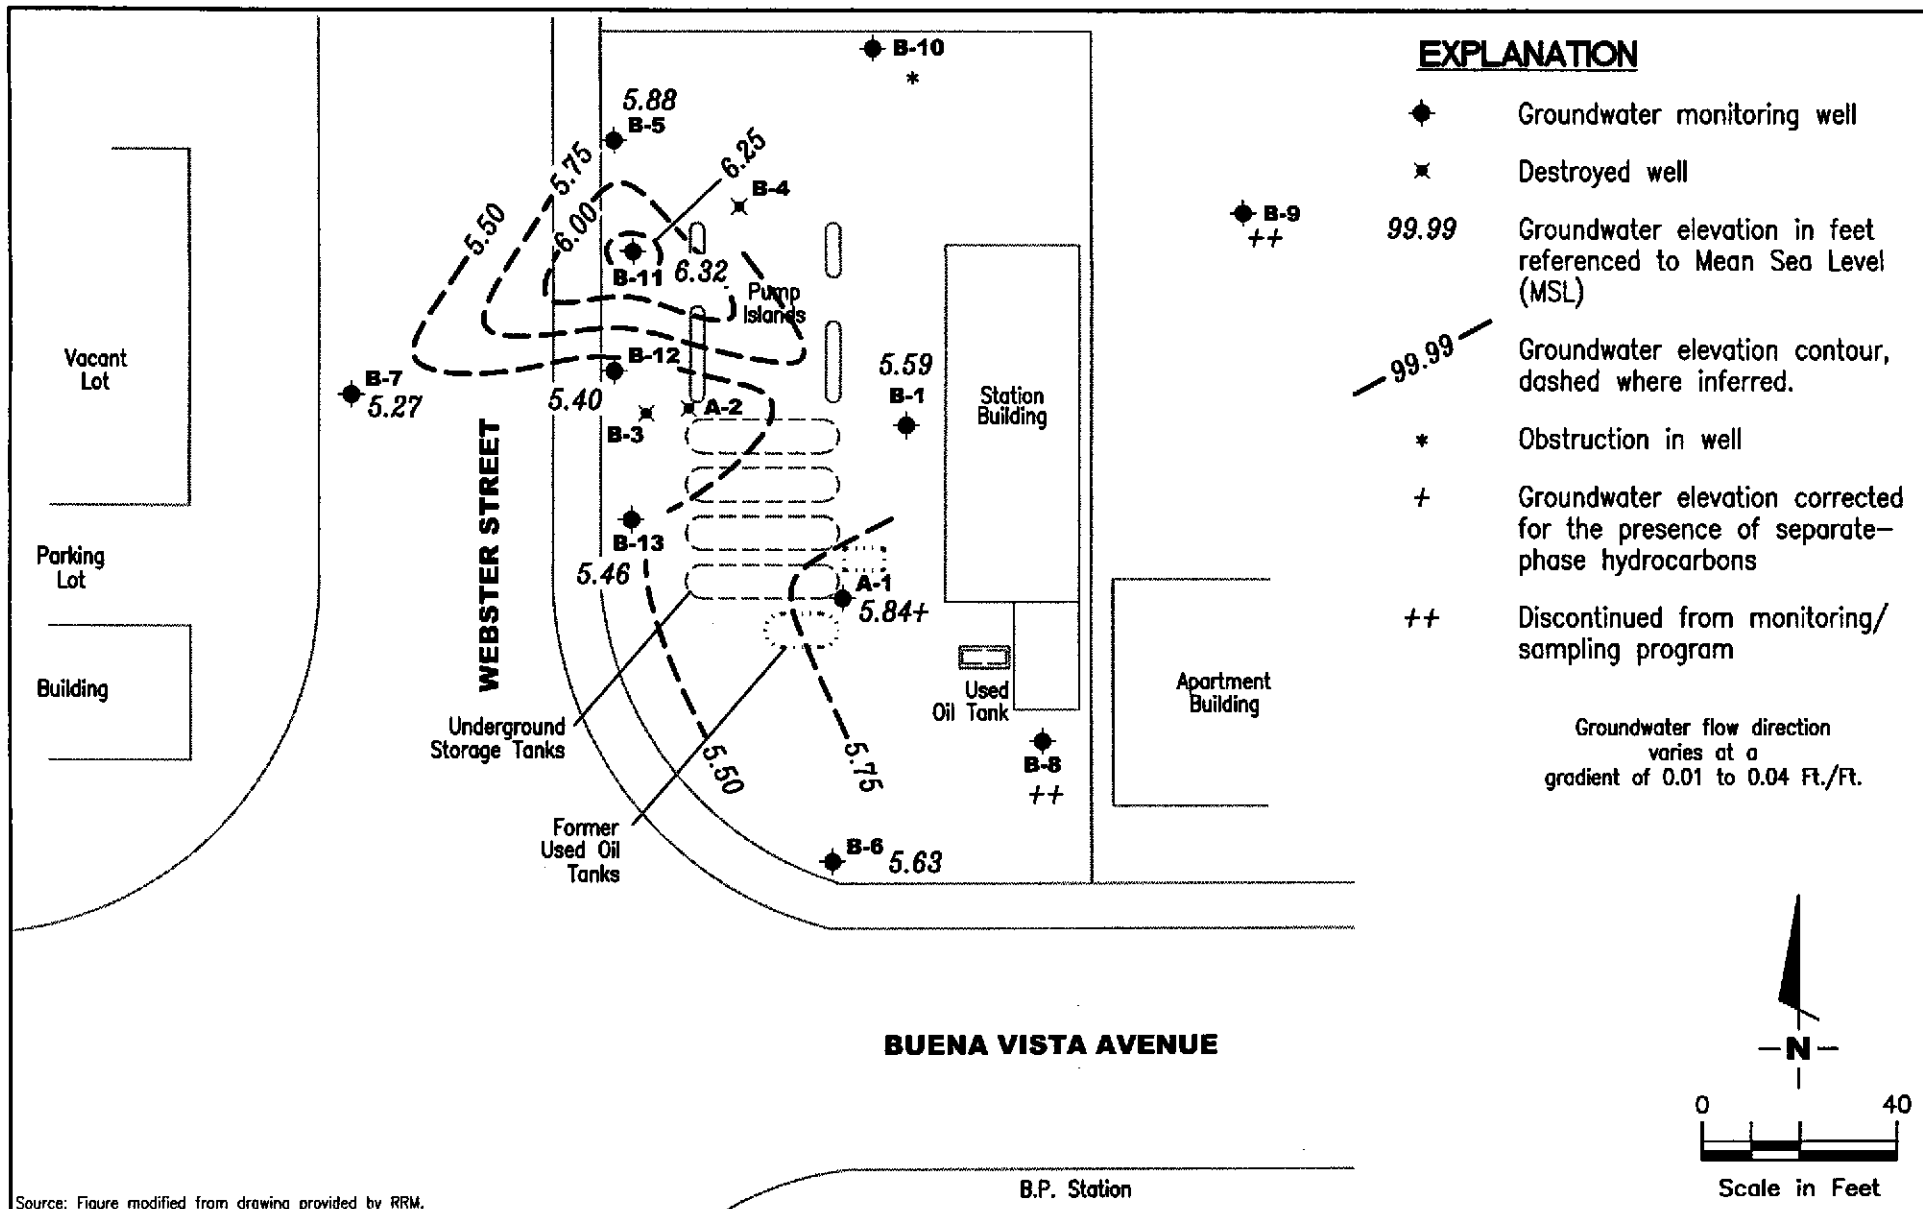 B-10
*
5.88
B-5
5.75
6.25
B-4
5.50
6.00
B-11
6.32
Pump
Islands
B-9
++
Vacant
Lot
B-7
5.27
B-12
5.40
B-3
A-2
5.59
B-1
Station
Building
WEBSTER STREET
B-13
5.46
A-1
5.84+
Parking
Lot
Building
Underground
Storage Tanks
Used
Oil Tank
Apartment
Building
5.50
5.75
B-8
++
Former
Used Oil
Tanks
B-6
5.63
BUENA VISTA AVENUE
B.P. Station
Source: Figure modified from drawing provided by RRM.
EXPLANATION
Groundwater monitoring well
Destroyed well
99.99 Groundwater elevation in feet
referenced to Mean Sea Level
(MSL)
99.99 Groundwater elevation contour,
dashed where inferred.
* Obstruction in well
+ Groundwater elevation corrected
for the presence of separate-
phase hydrocarbons
++ Discontinued from monitoring/
sampling program
Groundwater flow direction
varies at a
gradient of 0.01 to 0.04 Ft./Ft.
N
0 40
Scale in Feet